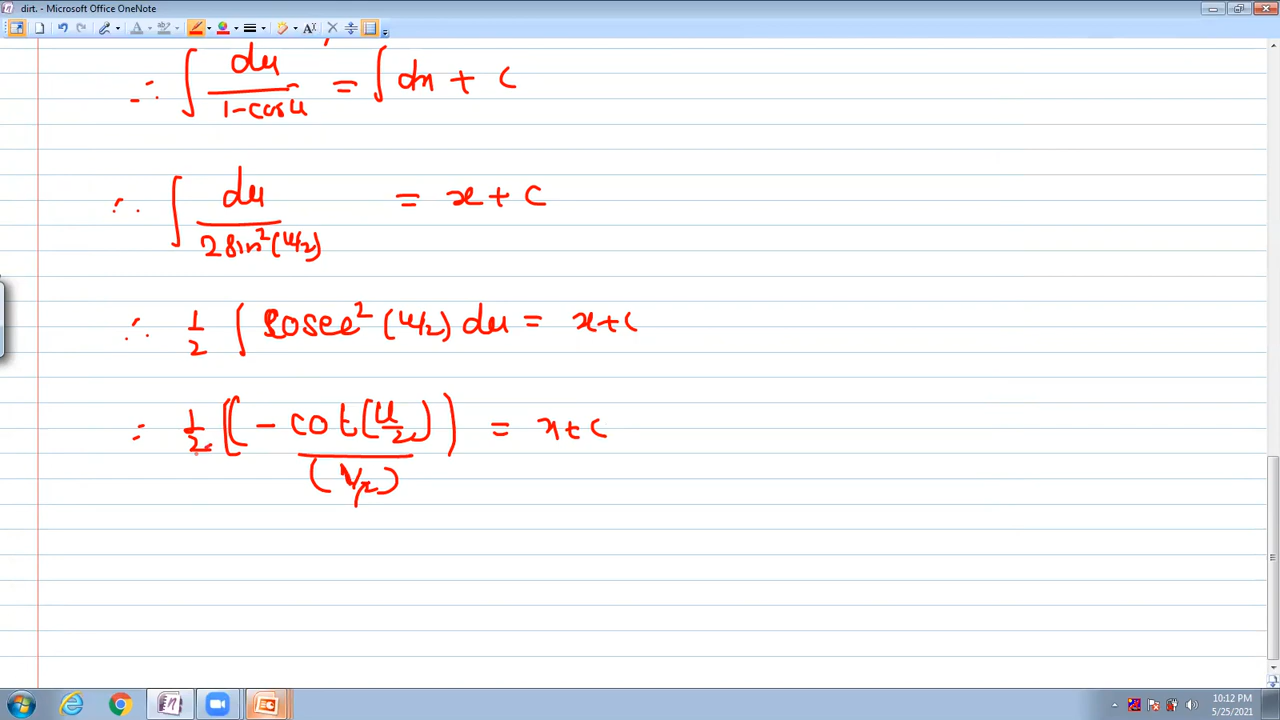 dirt. - Microsoft Office OneNote
∴ ∫ du/(1-cosu) = ∫ dx + c
∴ ∫ du/(2 sin²(u/2)) = x + c
∴ 1/2 ∫ cosec² (u/2) du = x+c
∴ 1/2 [ - cot(u/2)/(1/2) ] = x+c
10:12 PM
5/25/2021